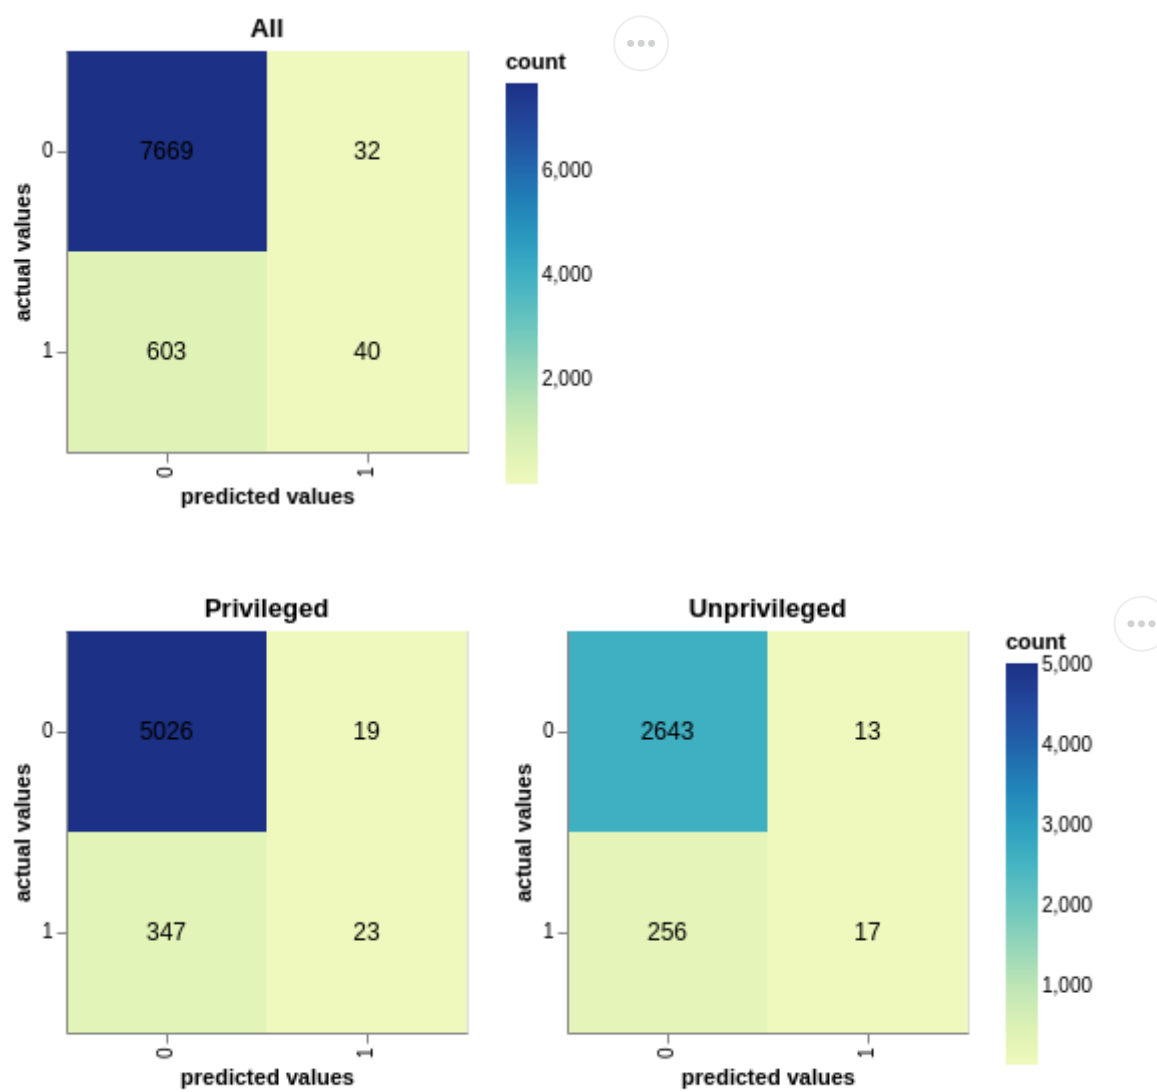 All
count
0
7669
32
6,000
actual values
4,000
1
603
40
2,000
0
1
predicted values
Privileged
Unprivileged
count
5,000
0
5026
19
0
2643
13
4,000
actual values
actual values
3,000
2,000
1
347
23
1
256
17
1,000
0
1
0
1
predicted values
predicted values